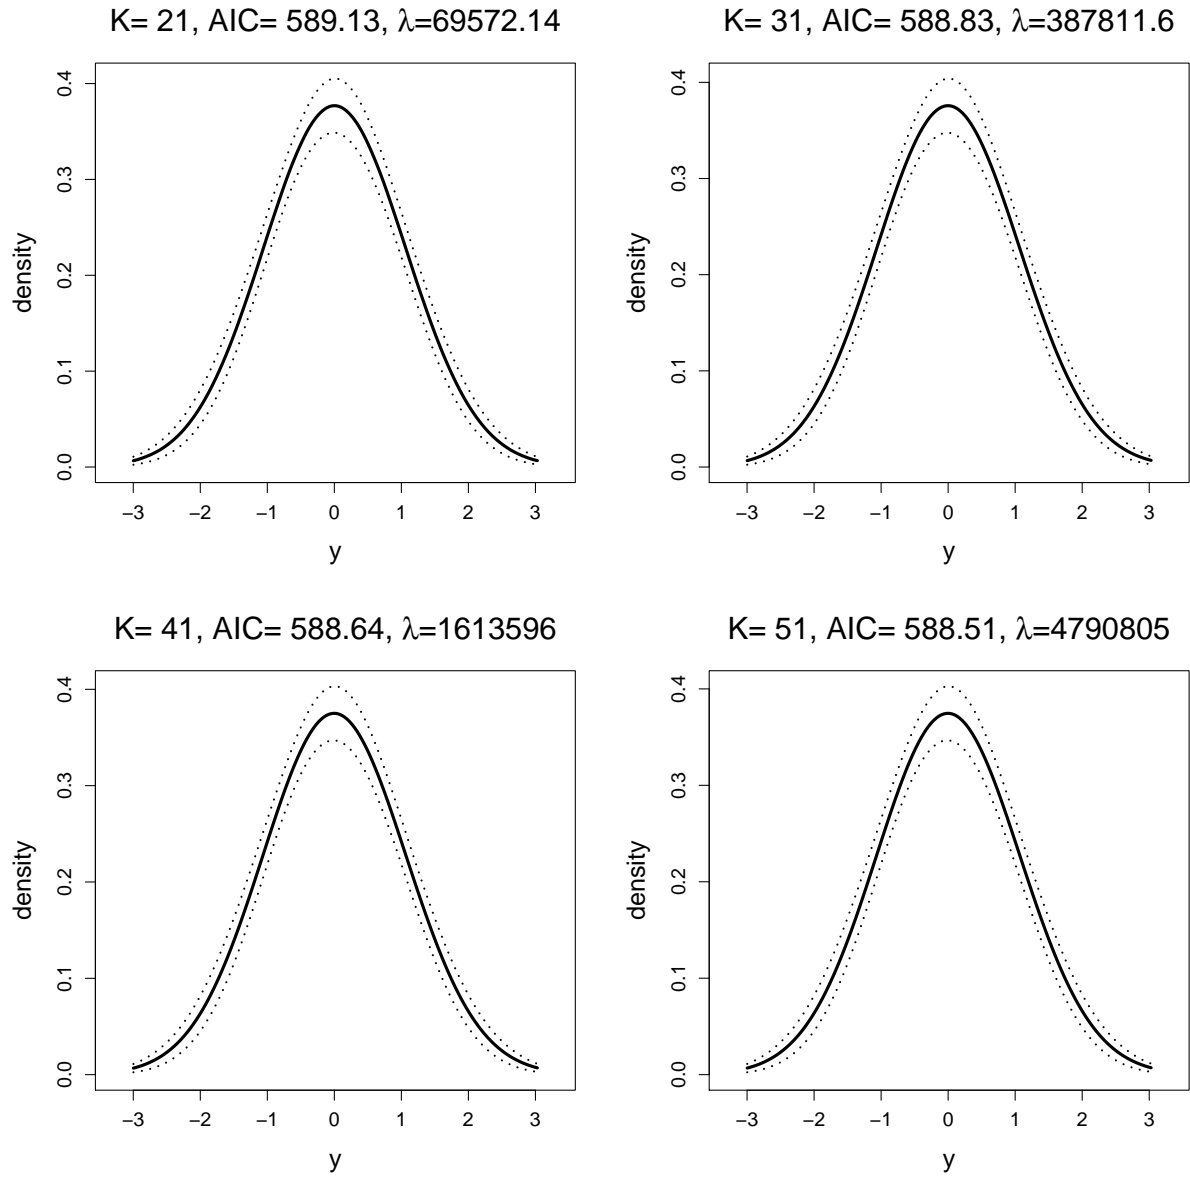 K= 21, AIC= 589.13, λ=69572.14
density
0.4
0.3
0.2
0.1
0.0
−3 −2 −1 0 1 2 3
y
K= 31, AIC= 588.83, λ=387811.6
density
0.4
0.3
0.2
0.1
0.0
−3 −2 −1 0 1 2 3
y
K= 41, AIC= 588.64, λ=1613596
density
0.4
0.3
0.2
0.1
0.0
−3 −2 −1 0 1 2 3
y
K= 51, AIC= 588.51, λ=4790805
density
0.4
0.3
0.2
0.1
0.0
−3 −2 −1 0 1 2 3
y